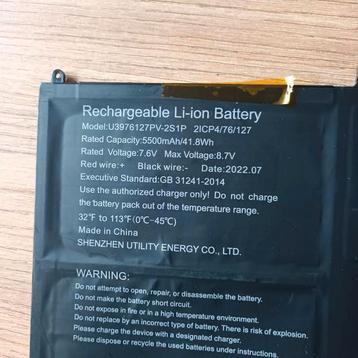 Rechargeable Li-ion Battery
Model:U3976127PV-2S1P 2ICP4/76/127
Rated Capacity:5500mAh/41.8Wh
Rated Voltage:7.6V Max Voltage:8.7V
Red wire:+ Black wire:- Date:2022.07
Executive Standard:GB 31241-2014
Use the authorized charger only! Do not charge
the battery pack out of the temperature range.
32°F to 113°F(0℃~45℃)
Made in China
SHENZHEN UTILITY ENERGY CO., LTD.
WARNING:
Do not attempt to open, repair, or disassemble the battery.
Do not make the battery short circuit.
Do not expose in fire or in a high temperature environment.
Do not replace by an incorrect type of battery. There is risk of explosion.
Please charge the device with a designated charger.
Please dispose or recycle the used batteries under instructions.